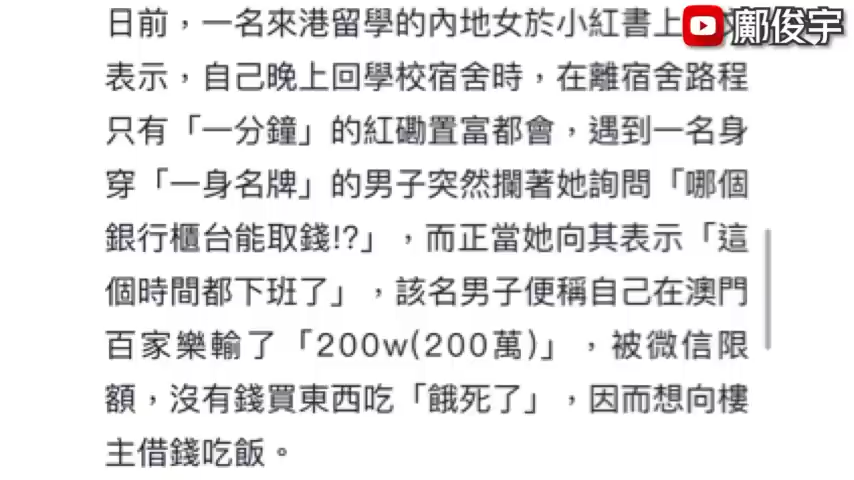 日前，一名來港留學的內地女於小紅書上
鄺俊宇
表示，自己晚上回學校宿舍時，在離宿舍路程
只有「一分鐘」的紅磡置富都會，遇到一名身
穿「一身名牌」的男子突然攔著她詢問「哪個
銀行櫃台能取錢!?」，而正當她向其表示「這
個時間都下班了」，該名男子便稱自己在澳門
百家樂輸了「200w(200萬)」，被微信限
額，沒有錢買東西吃「餓死了」，因而想向樓
主借錢吃飯。